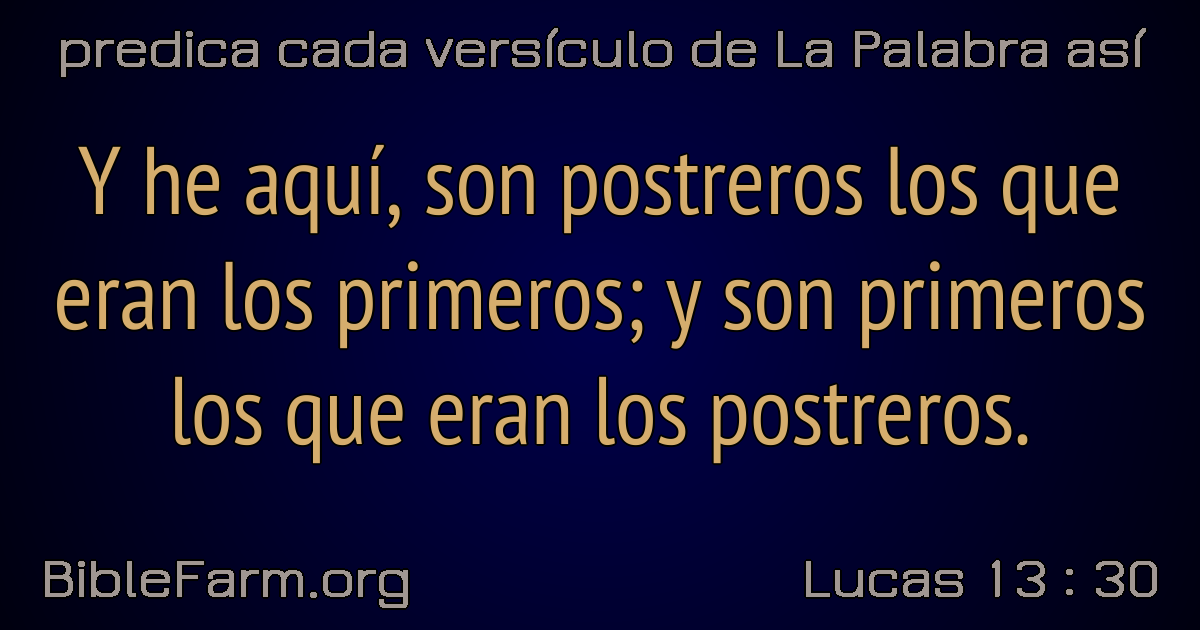 predica cada versículo de La Palabra así
Y he aquí, son postreros los que
eran los primeros; y son primeros
los que eran los postreros.
BibleFarm.org
Lucas 13 : 30